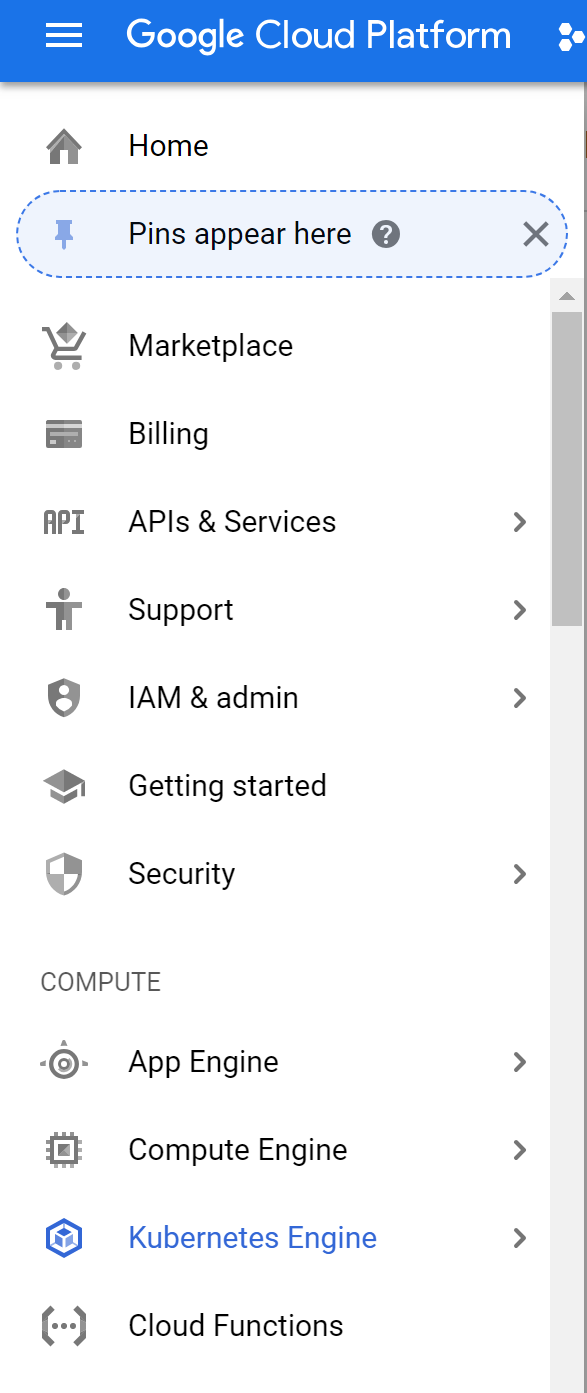 Google Cloud Platform
Home
Pins appear here
Marketplace
Billing
API APIs & Services
Support
IAM & admin
Getting started
Security
COMPUTE
App Engine
Compute Engine
Kubernetes Engine
Cloud Functions